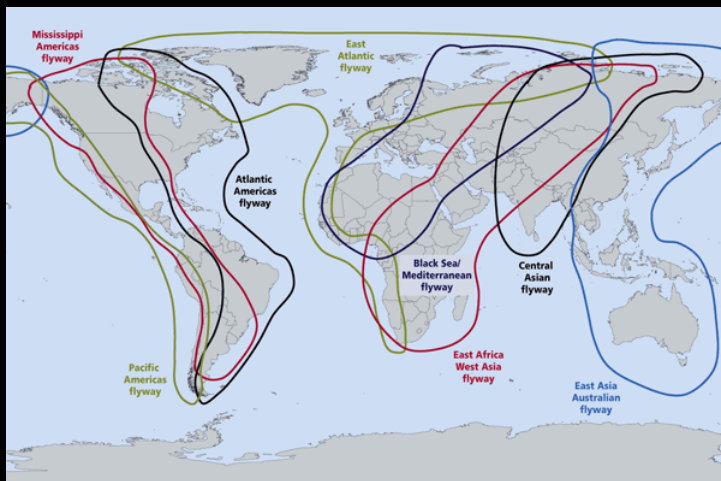 Mississippi
Americas
flyway
East
Atlantic
flyway
Atlantic
Americas
flyway
Black Sea/
Mediterranean
flyway
Central
Asian
flyway
Pacific
Americas
flyway
East Africa
West Asia
flyway
East Asia
Australian
flyway